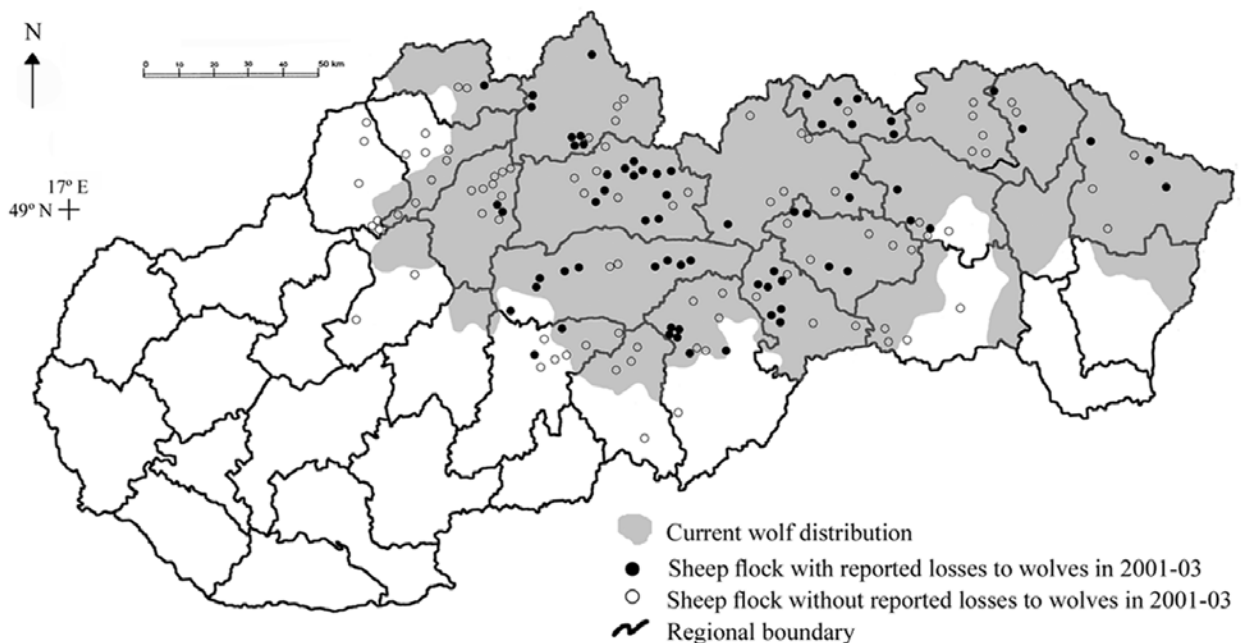 N
0 10 20 30 40 50 km
17º E
49º N
Current wolf distribution
Sheep flock with reported losses to wolves in 2001-03
Sheep flock without reported losses to wolves in 2001-03
Regional boundary